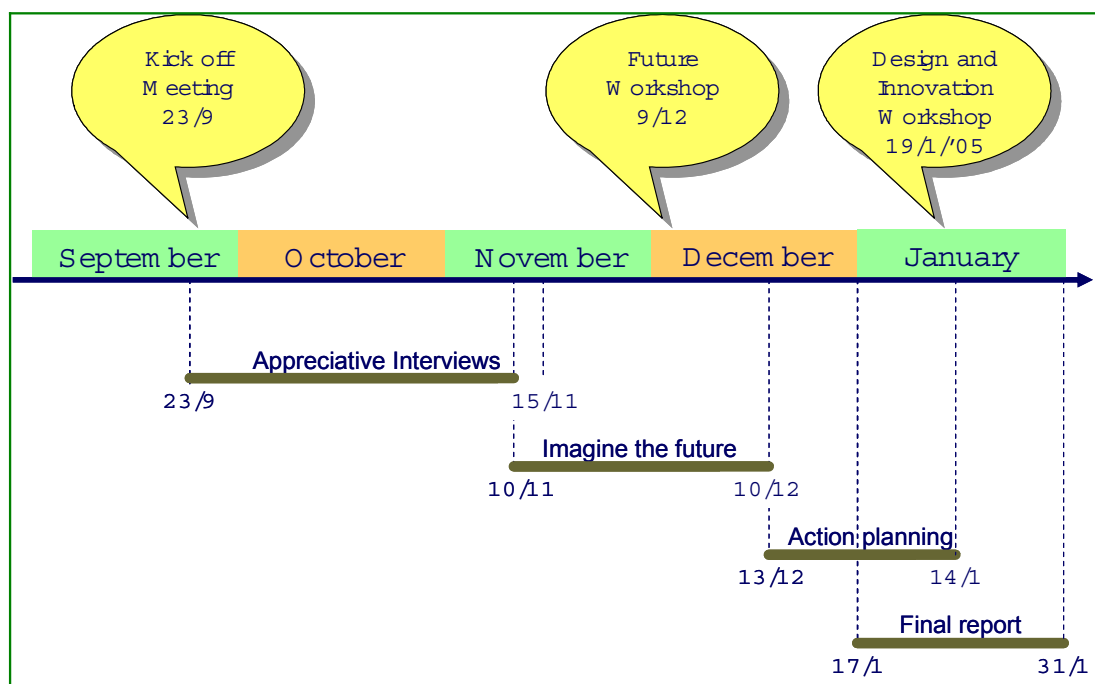 Kick off
Meeting
23/9
Future
Workshop
9/12
Design and
Innovation
Workshop
19/1/'05
September October November December January
Appreciative Interviews
23/9 15/11
Imagine the future
10/11 10/12
Action planning
13/12 14/1
Final report
17/1 31/1